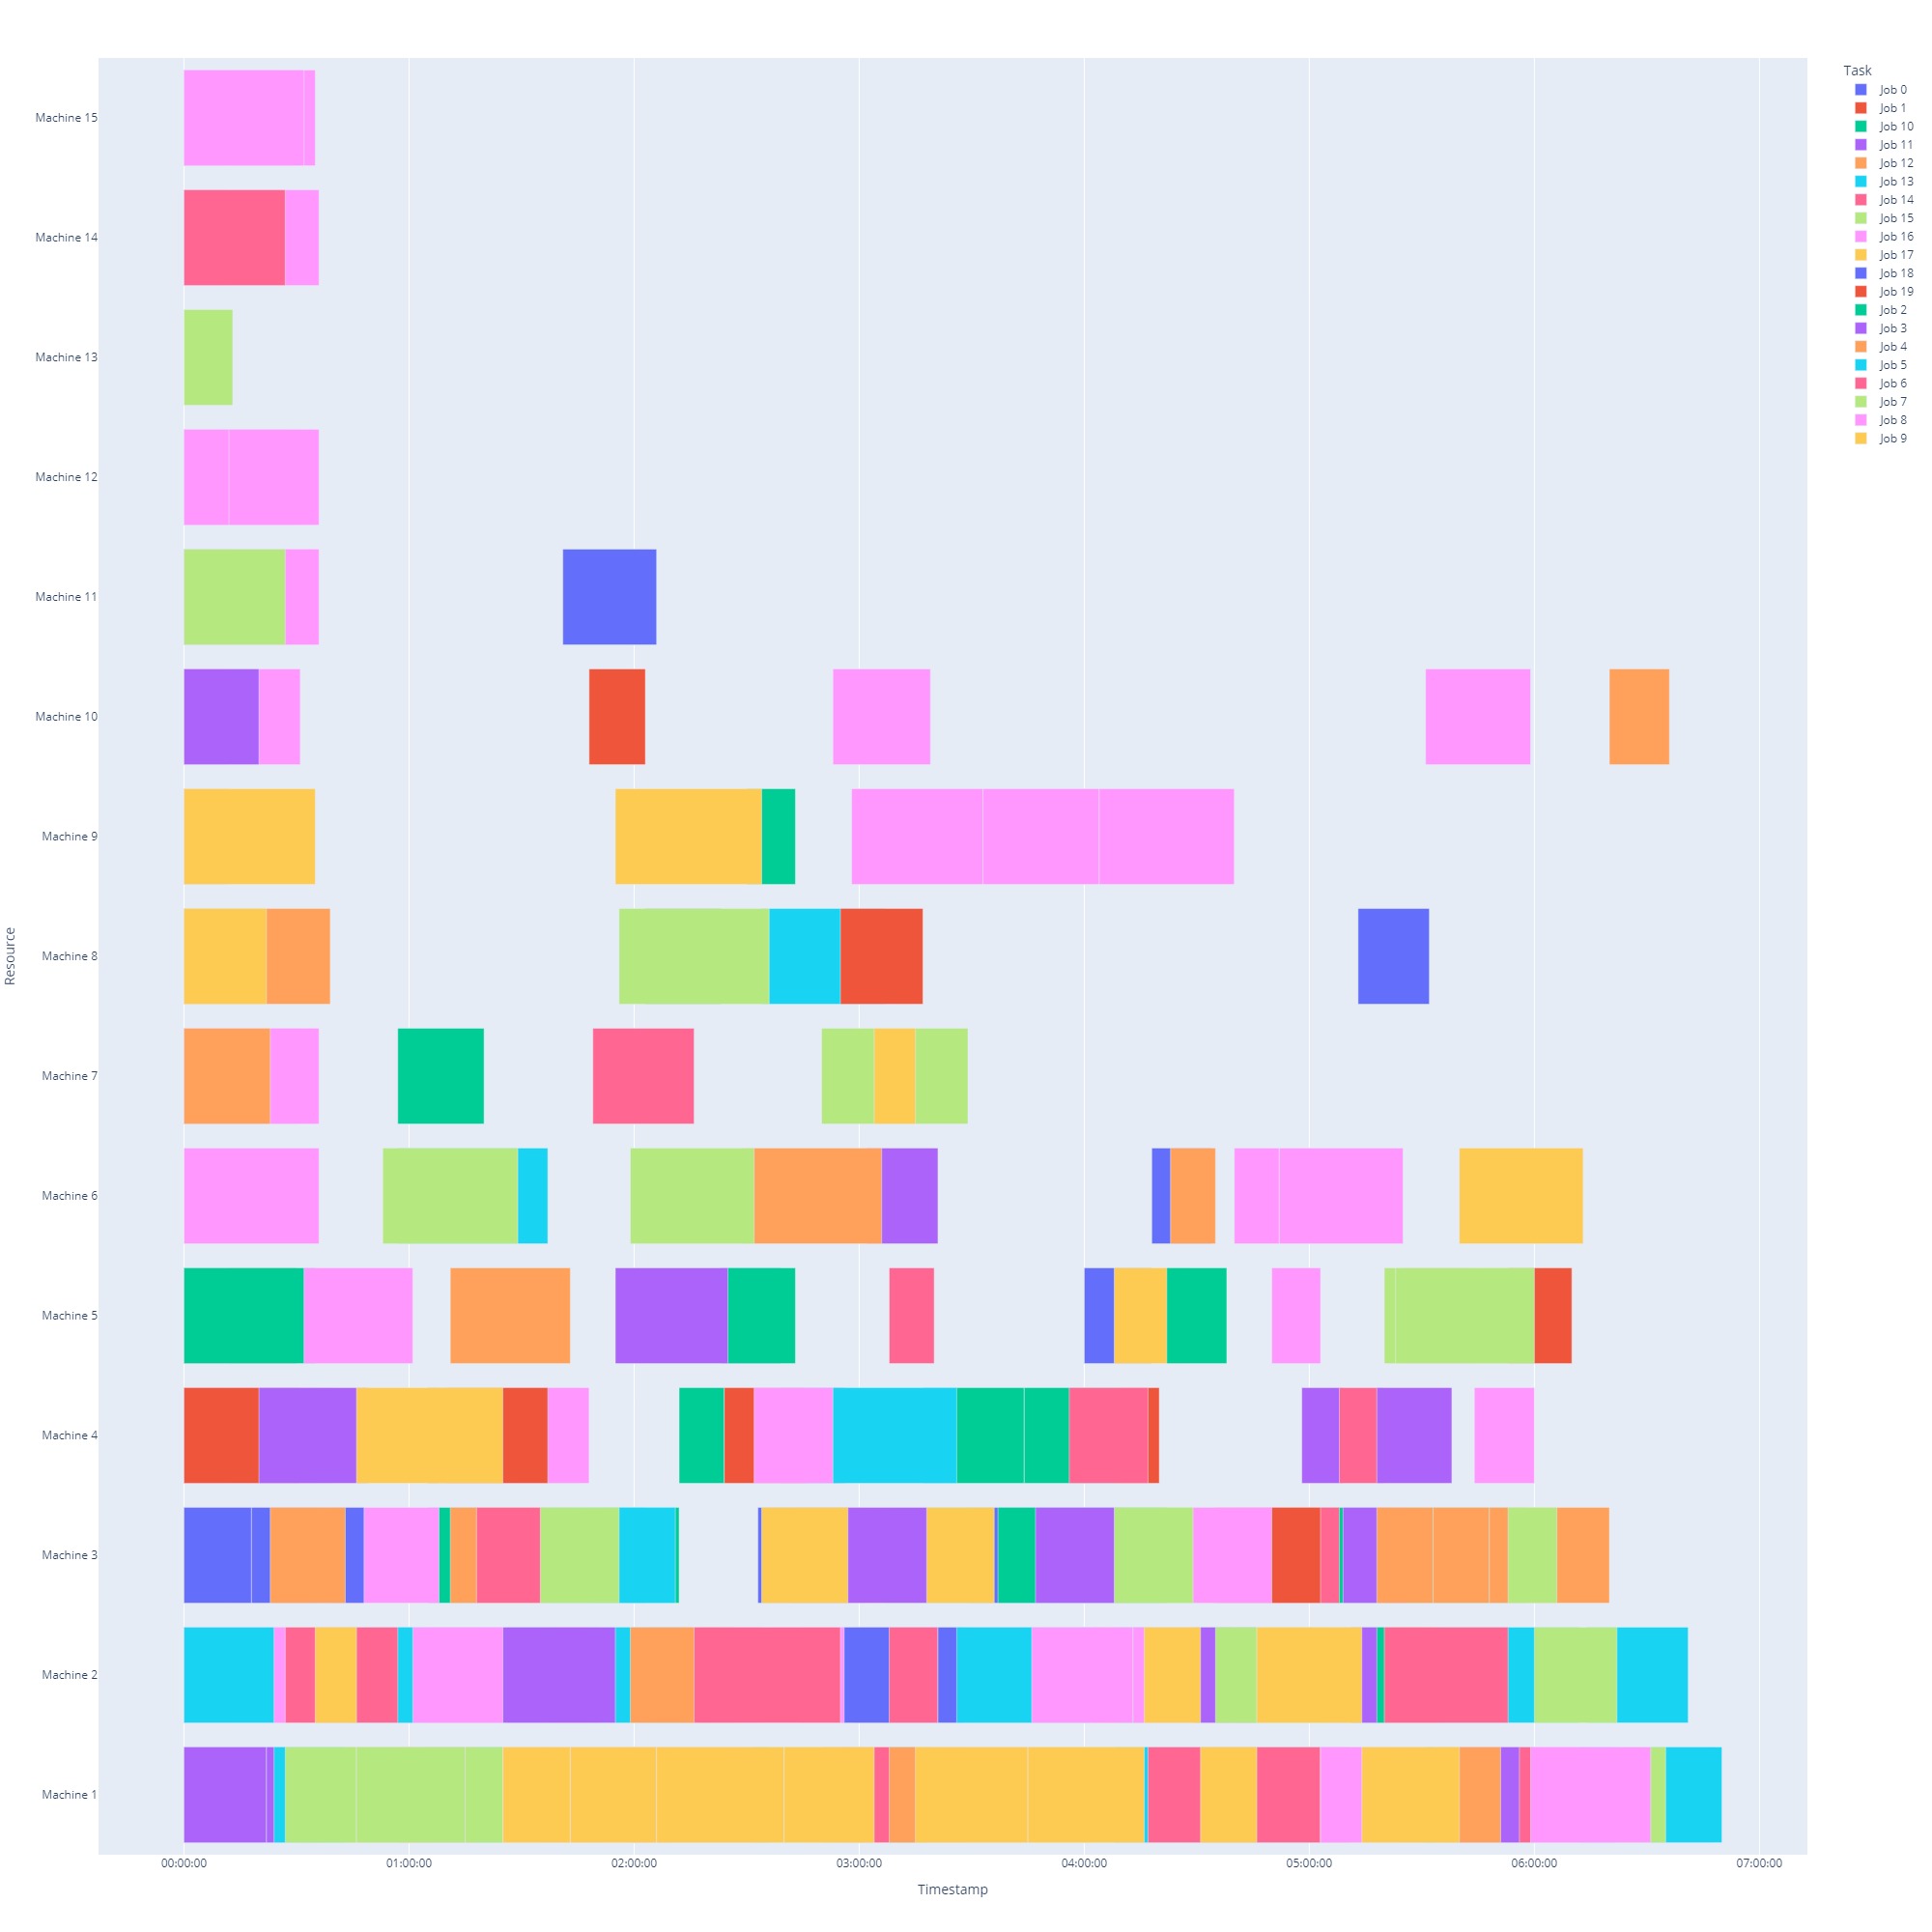 Task
Job 0
Job 1
Job 10
Job 11
Job 12
Job 13
Job 14
Job 15
Job 16
Job 17
Job 18
Job 19
Job 2
Job 3
Job 4
Job 5
Job 6
Job 7
Job 8
Job 9
Resource
Machine 15
Machine 14
Machine 13
Machine 12
Machine 11
Machine 10
Machine 9
Machine 8
Machine 7
Machine 6
Machine 5
Machine 4
Machine 3
Machine 2
Machine 1
00:00:00 01:00:00 02:00:00 03:00:00 04:00:00 05:00:00 06:00:00 07:00:00
Timestamp